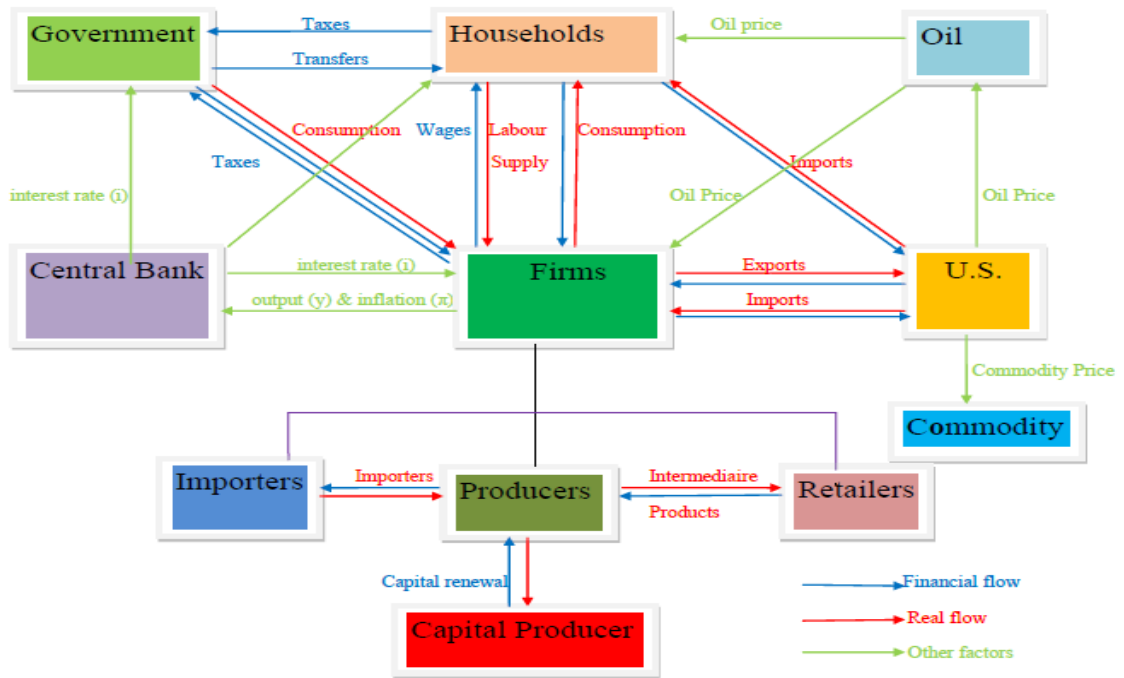 Government
Taxes
Households
Oil price
Oil
Transfers
Consumption
Wages
Labour
Consumption
Taxes
Supply
Imports
interest rate (i)
Oil Price
Oil Price
Central Bank
interest rate (i)
Firms
Exports
U.S.
output (y) & inflation (π)
Imports
Commodity Price
Commodity
Importers
Importers
Producers
Intermediaire
Retailers
Products
Capital renewal
Financial flow
Capital Producer
Real flow
Other factors